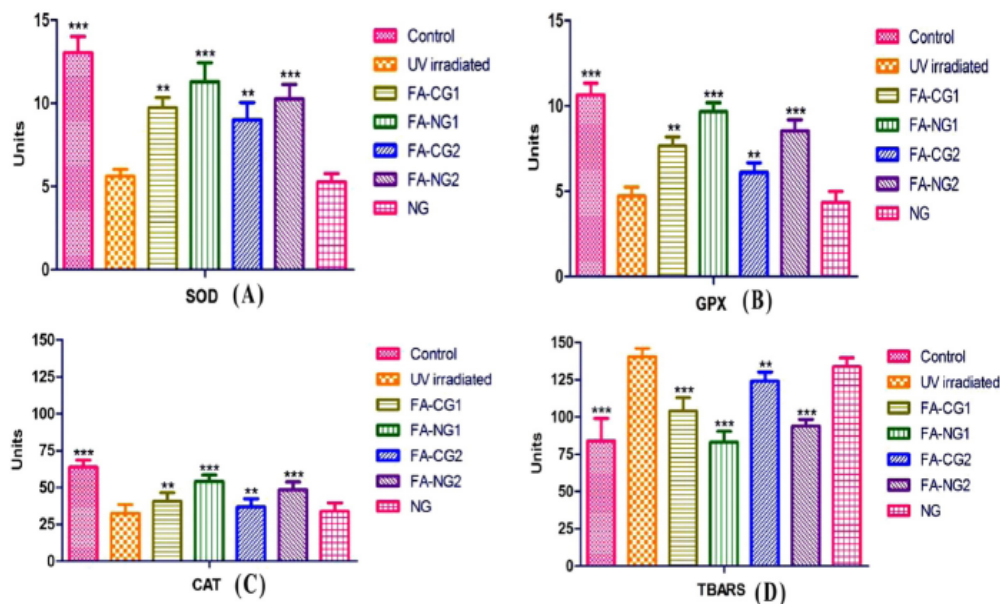 15
10
5
0
Units
***
**
***
**
***
SOD (A)
Control
UV irradiated
FA-CG1
FA-NG1
FA-CG2
FA-NG2
NG
15
10
5
0
Units
***
**
***
**
***
GPX (B)
Control
UV irradiated
FA-CG1
FA-NG1
FA-CG2
FA-NG2
NG
150
125
100
75
50
25
0
Units
***
**
***
**
***
CAT (C)
Control
UV irradiated
FA-CG1
FA-NG1
FA-CG2
FA-NG2
NG
150
125
100
75
50
25
0
Units
***
***
***
**
***
TBARS (D)
Control
UV irradiated
FA-CG1
FA-NG1
FA-CG2
FA-NG2
NG